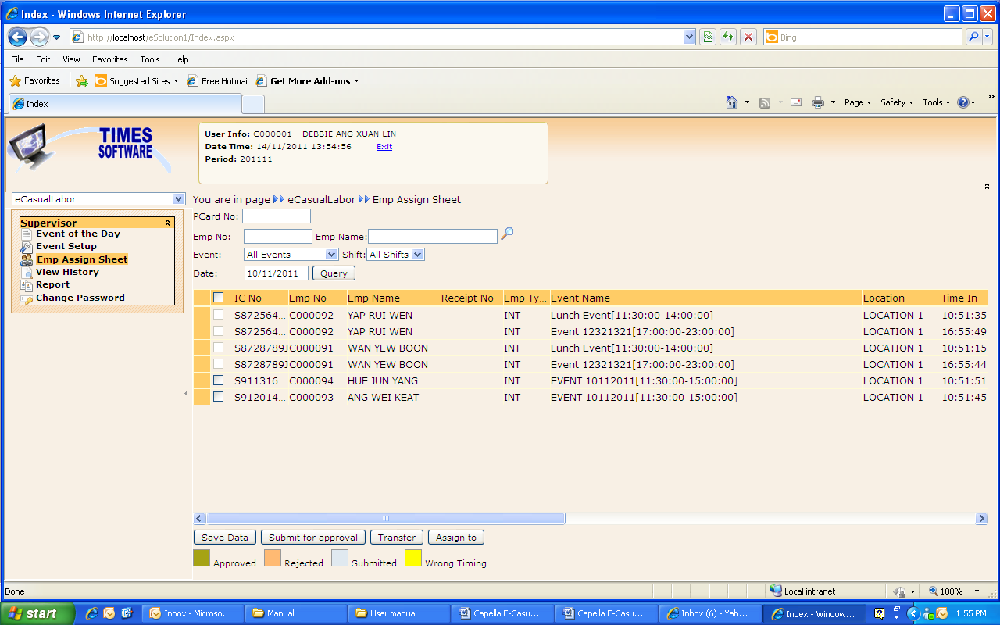 Index - Windows Internet Explorer
http://localhost/eSolution1/Index.aspx
Bing
File Edit View Favorites Tools Help
Favorites Suggested Sites Free Hotmail Get More Add-ons
Index Page Safety Tools
TIMES
SOFTWARE
User Info: C000001 - DEBBIE ANG XUAN LIN
Date Time: 14/11/2011 13:54:56 Exit
Period: 201111
eCasualLabor
Supervisor
Event of the Day
Event Setup
Emp Assign Sheet
View History
Report
Change Password
You are in page eCasualLabor Emp Assign Sheet
PCard No:
Emp No: Emp Name:
Event: All Events Shift: All Shifts
Date: 10/11/2011 Query
IC No Emp No Emp Name Receipt No Emp Ty... Event Name Location Time In
S872564... C000092 YAP RUI WEN INT Lunch Event[11:30:00-14:00:00] LOCATION 1 10:51:35
S872564... C000092 YAP RUI WEN INT Event 12321321[17:00:00-23:00:00] LOCATION 1 16:55:49
S8728789J C000091 WAN YEW BOON INT Lunch Event[11:30:00-14:00:00] LOCATION 1 10:51:15
S8728789J C000091 WAN YEW BOON INT Event 12321321[17:00:00-23:00:00] LOCATION 1 16:55:44
S911316... C000094 HUE JUN YANG INT EVENT 10112011[11:30:00-15:00:00] LOCATION 1 10:51:51
S912014... C000093 ANG WEI KEAT INT EVENT 10112011[11:30:00-15:00:00] LOCATION 1 10:51:45
Save Data Submit for approval Transfer Assign to
Approved Rejected Submitted Wrong Timing
Done Local intranet 100%
start Inbox - Microso... Manual User manual Capella E-Casu... Capella E-Casu... Inbox (6) - Yah... Index - Window... 1:55 PM